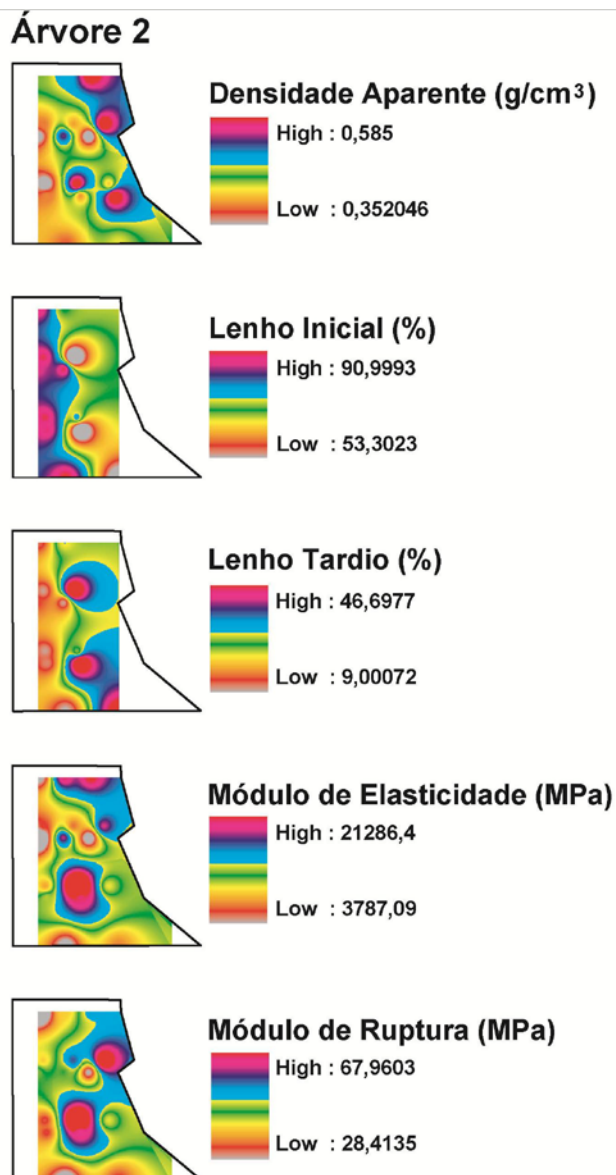 Árvore 2
Densidade Aparente (g/cm³)
High : 0,585
Low : 0,352046
Lenho Inicial (%)
High : 90,9993
Low : 53,3023
Lenho Tardio (%)
High : 46,6977
Low : 9,00072
Módulo de Elasticidade (MPa)
High : 21286,4
Low : 3787,09
Módulo de Ruptura (MPa)
High : 67,9603
Low : 28,4135